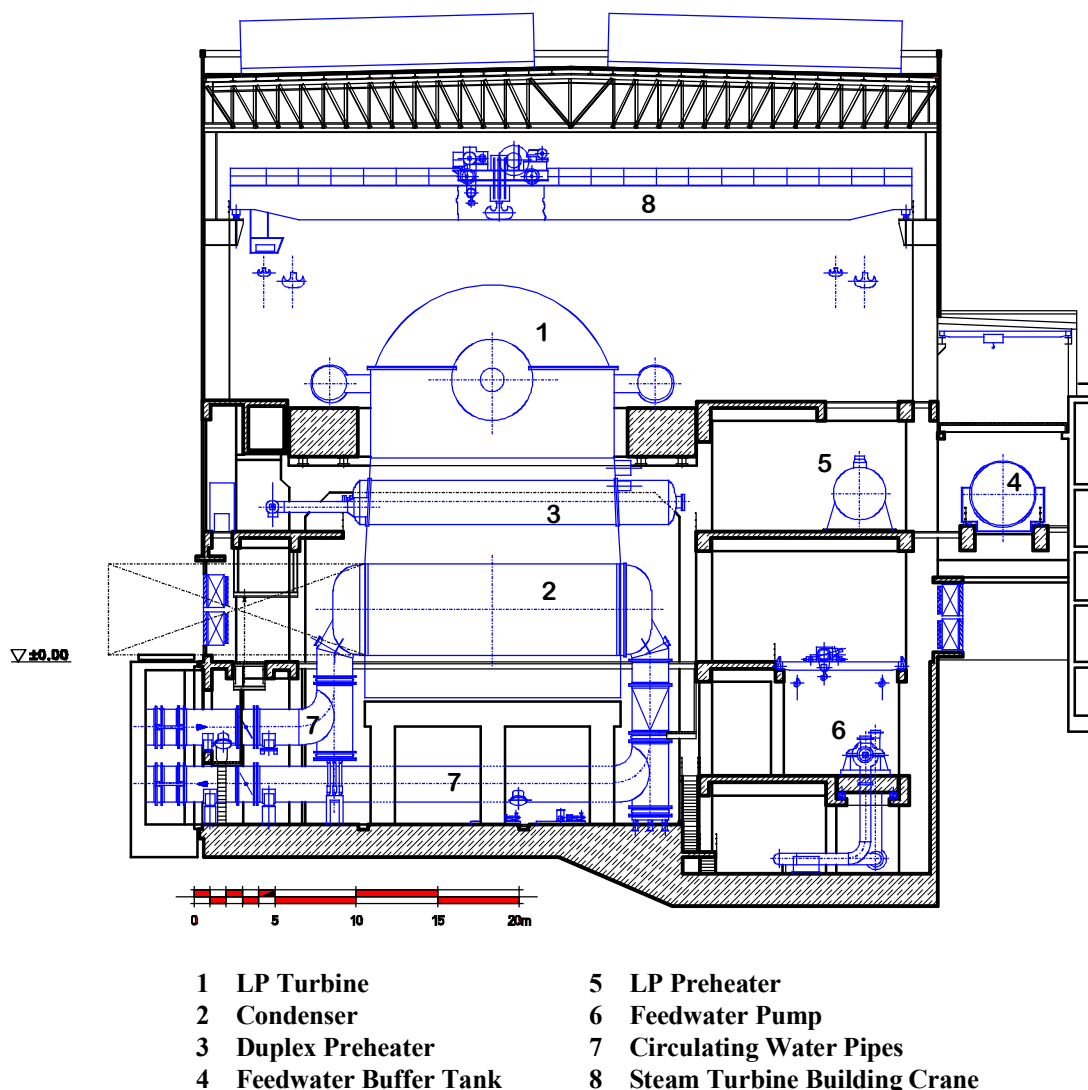 8
1
5
4
3
2
±0.00
7
6
7
0 5 10 15 20m
1 LP Turbine
2 Condenser
3 Duplex Preheater
4 Feedwater Buffer Tank
5 LP Preheater
6 Feedwater Pump
7 Circulating Water Pipes
8 Steam Turbine Building Crane